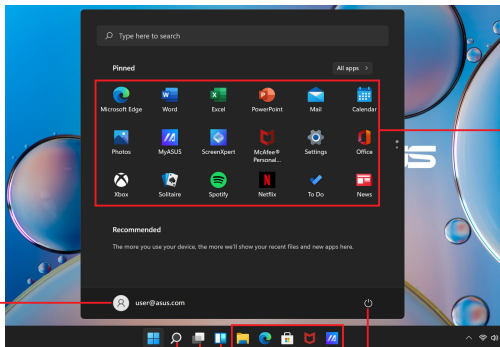 Type here to search
Pinned
All apps >
Microsoft Edge Word Excel PowerPoint Mail Calendar
Photos MyASUS ScreenXpert McAfee® Personal... Settings Office
Xbox Solitaire Spotify Netflix To Do News
Recommended
The more you use your device, the more we'll show your recent files and new apps here.
user@asus.com